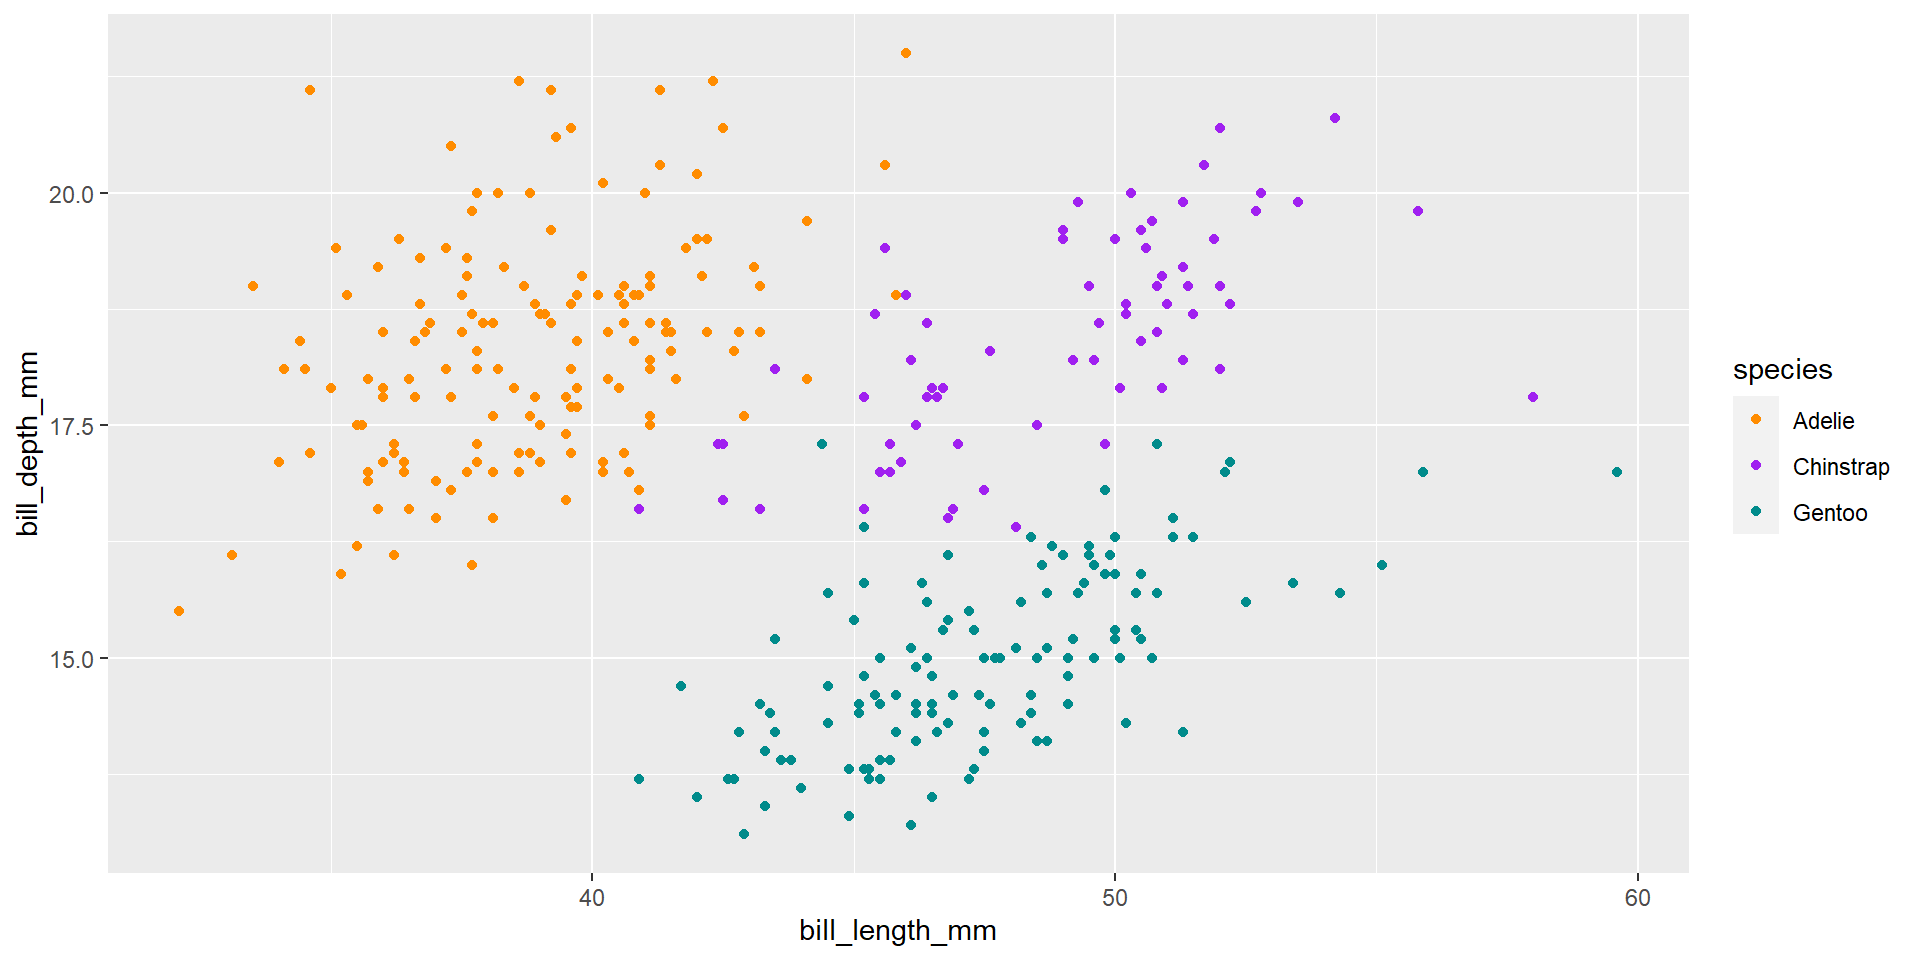 20.0
17.5
15.0
bill_depth_mm
40
50
60
bill_length_mm
species
Adelie
Chinstrap
Gentoo